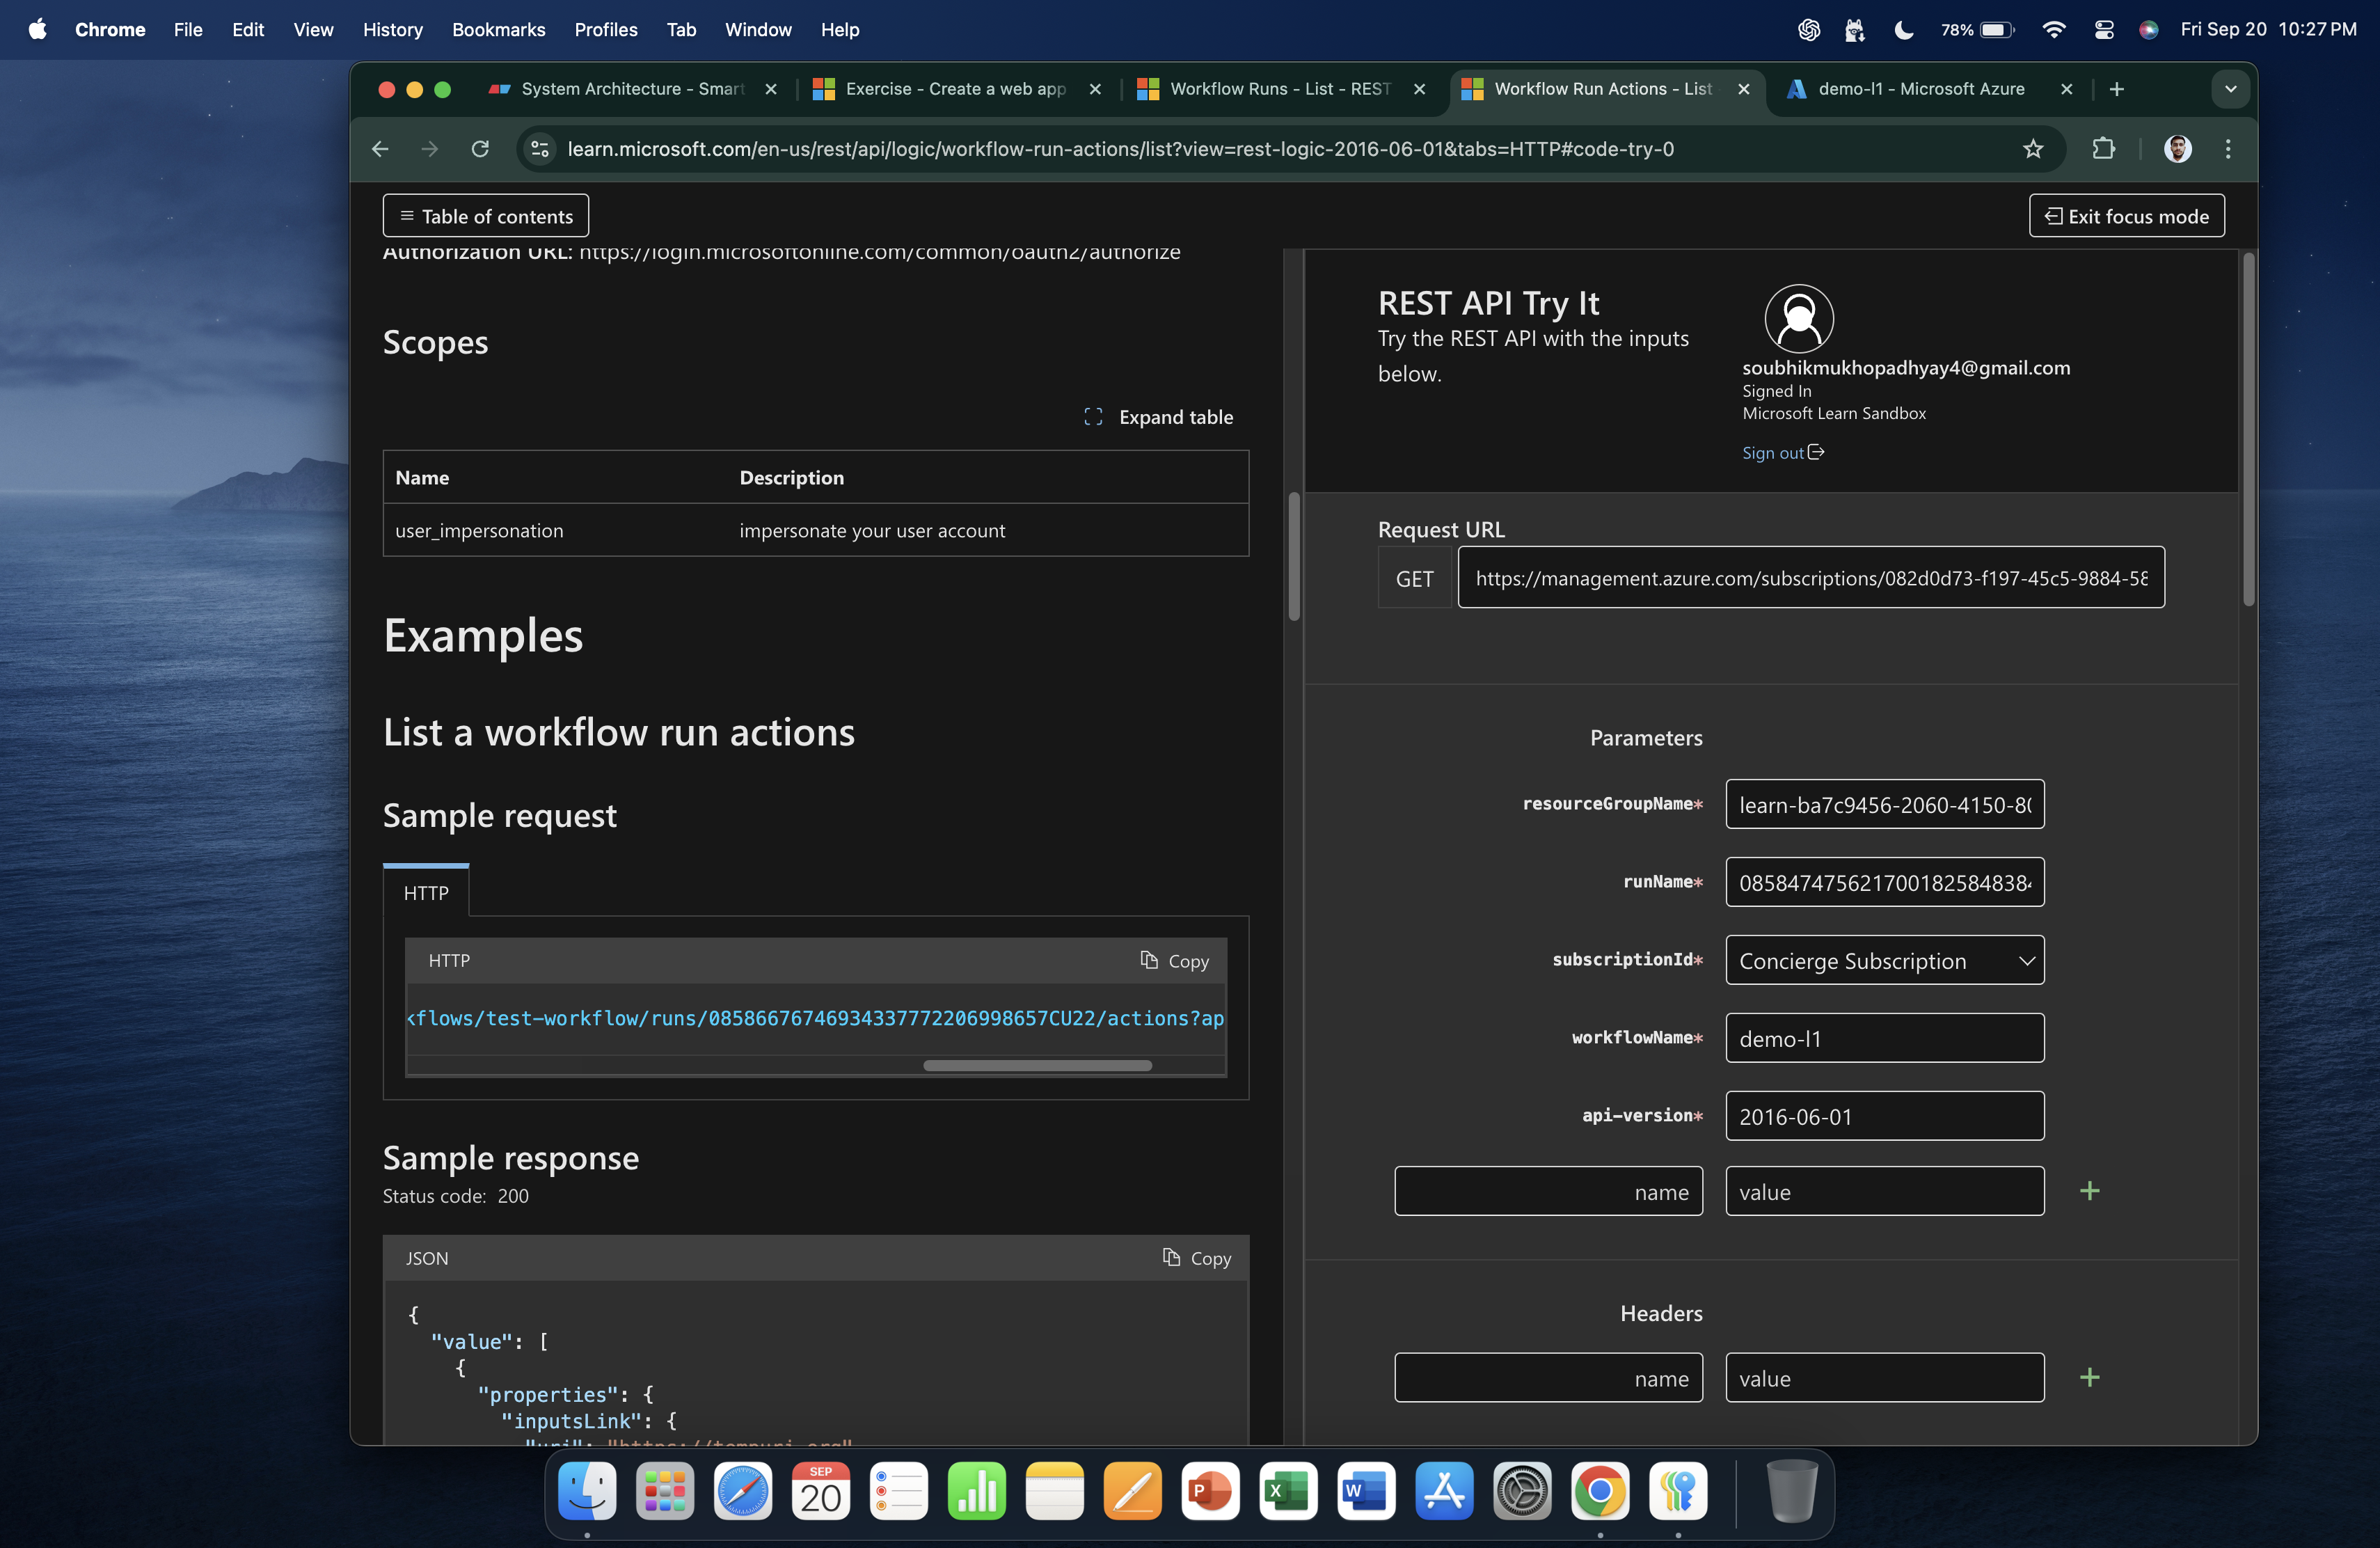 Chrome File Edit View History Bookmarks Profiles Tab Window Help
78% Fri Sep 20 10:27 PM
System Architecture - Smart
Exercise - Create a web app
Workflow Runs - List - REST
Workflow Run Actions - List
demo-l1 - Microsoft Azure
learn.microsoft.com/en-us/rest/api/logic/workflow-run-actions/list?view=rest-logic-2016-06-01&tabs=HTTP#code-try-0
Table of contents
Exit focus mode
Authorization URL: https://login.microsoftonline.com/common/oauth2/authorize
Scopes
Expand table
Name Description
user_impersonation impersonate your user account
Examples
List a workflow run actions
Sample request
HTTP
HTTP Copy
kflows/test-workflow/runs/08586676746934337772206998657CU22/actions?ap
Sample response
Status code: 200
JSON Copy
{
"value": [
{
"properties": {
"inputsLink": {
"uri": "https://tempuri.org"
REST API Try It
Try the REST API with the inputs
below.
soubhikmukhopadhyay4@gmail.com
Signed In
Microsoft Learn Sandbox
Sign out
Request URL
GET https://management.azure.com/subscriptions/082d0d73-f197-45c5-9884-58
Parameters
resourceGroupName* learn-ba7c9456-2060-4150-80
runName* 085847475621700182584838
subscriptionId* Concierge Subscription
workflowName* demo-l1
api-version* 2016-06-01
name value +
Headers
name value +
SEP
20
P
X
W